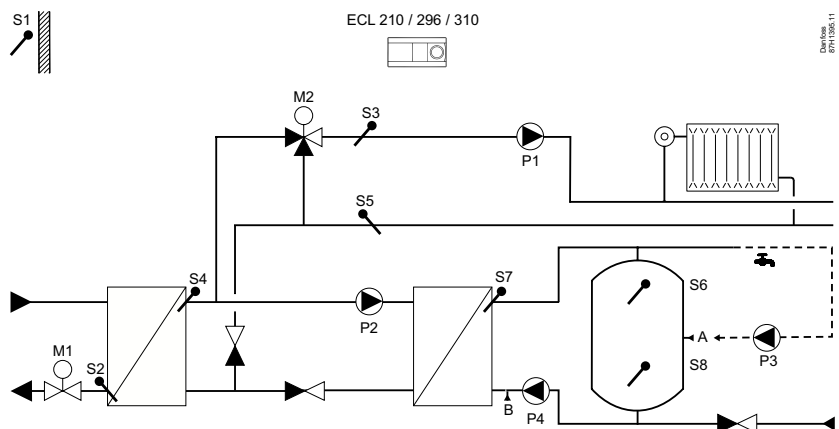 S1
ECL 210 / 296 / 310
Danfoss
87H1395.11
M2
S3
P1
S5
S4
S7
S6
P2
A
P3
M1
S2
S8
B
P4